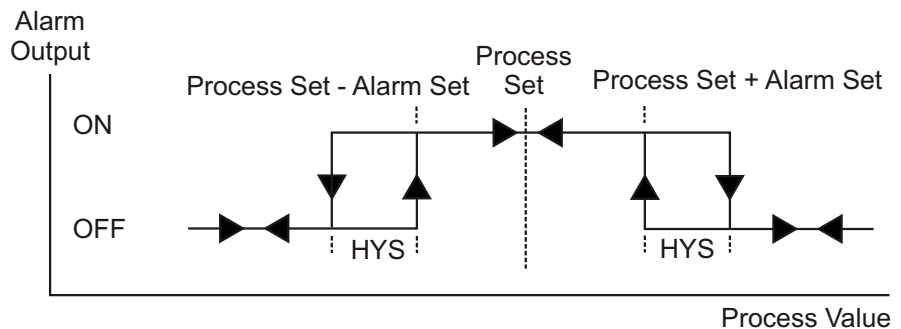 Alarm
Output
Process Set - Alarm Set
Process
Set
Process Set + Alarm Set
ON
OFF
HYS
HYS
Process Value